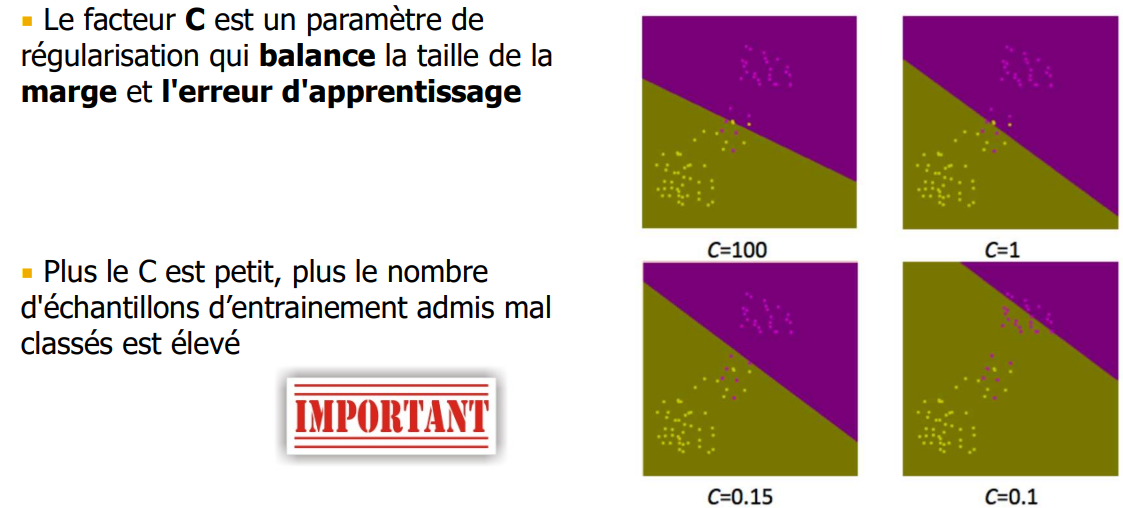 ▪ Le facteur C est un paramètre de
régularisation qui balance la taille de la
marge et l'erreur d'apprentissage
▪ Plus le C est petit, plus le nombre
d'échantillons d’entrainement admis mal
classés est élevé
IMPORTANT
C=100
C=1
C=0.15
C=0.1